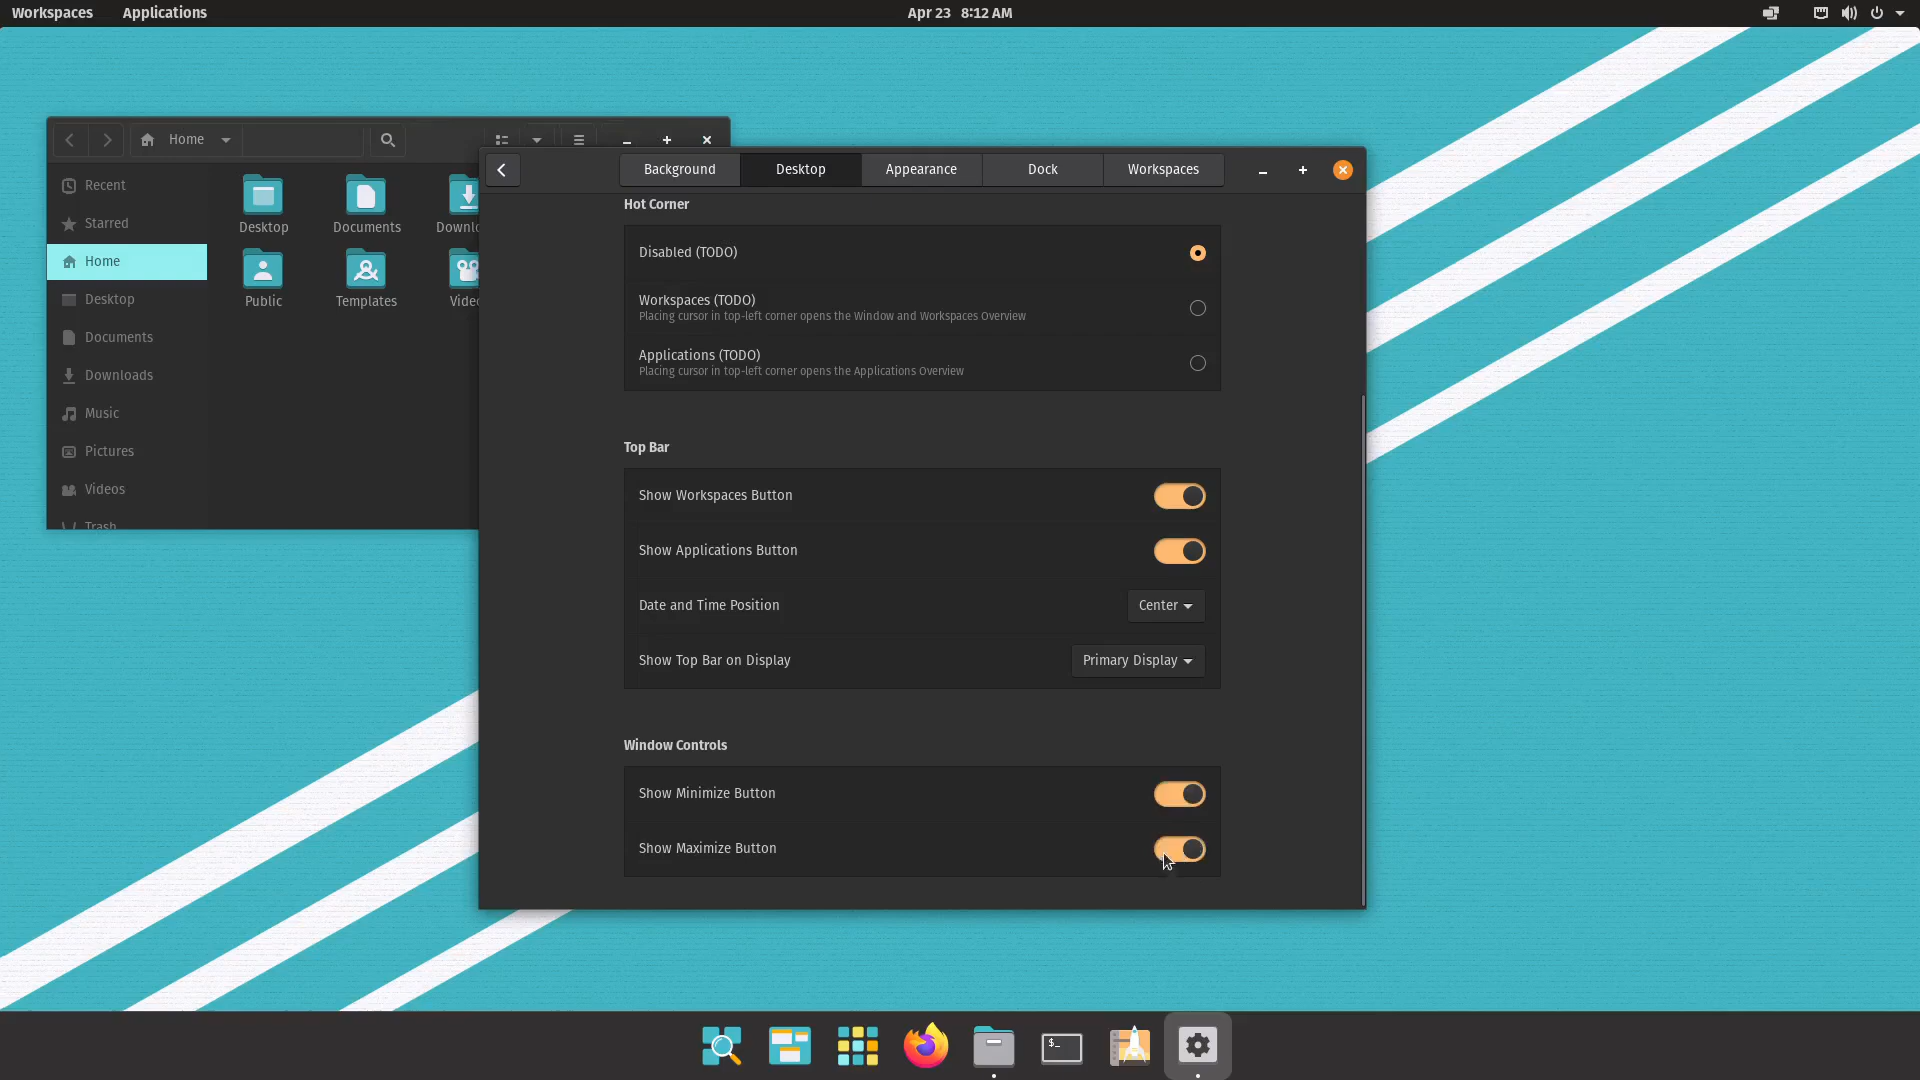 Workspaces Applications Apr 23 8:12 AM
Home
Recent
Starred
Home
Desktop
Documents
Downloads
Music
Pictures
Videos
Trash
Desktop Documents
Public Templates
Background Desktop Appearance Dock Workspaces
Hot Corner
Disabled (TODO)
Workspaces (TODO)
Placing cursor in top-left corner opens the Window and Workspaces Overview
Applications (TODO)
Placing cursor in top-left corner opens the Applications Overview
Top Bar
Show Workspaces Button
Show Applications Button
Date and Time Position Center
Show Top Bar on Display Primary Display
Window Controls
Show Minimize Button
Show Maximize Button
$_